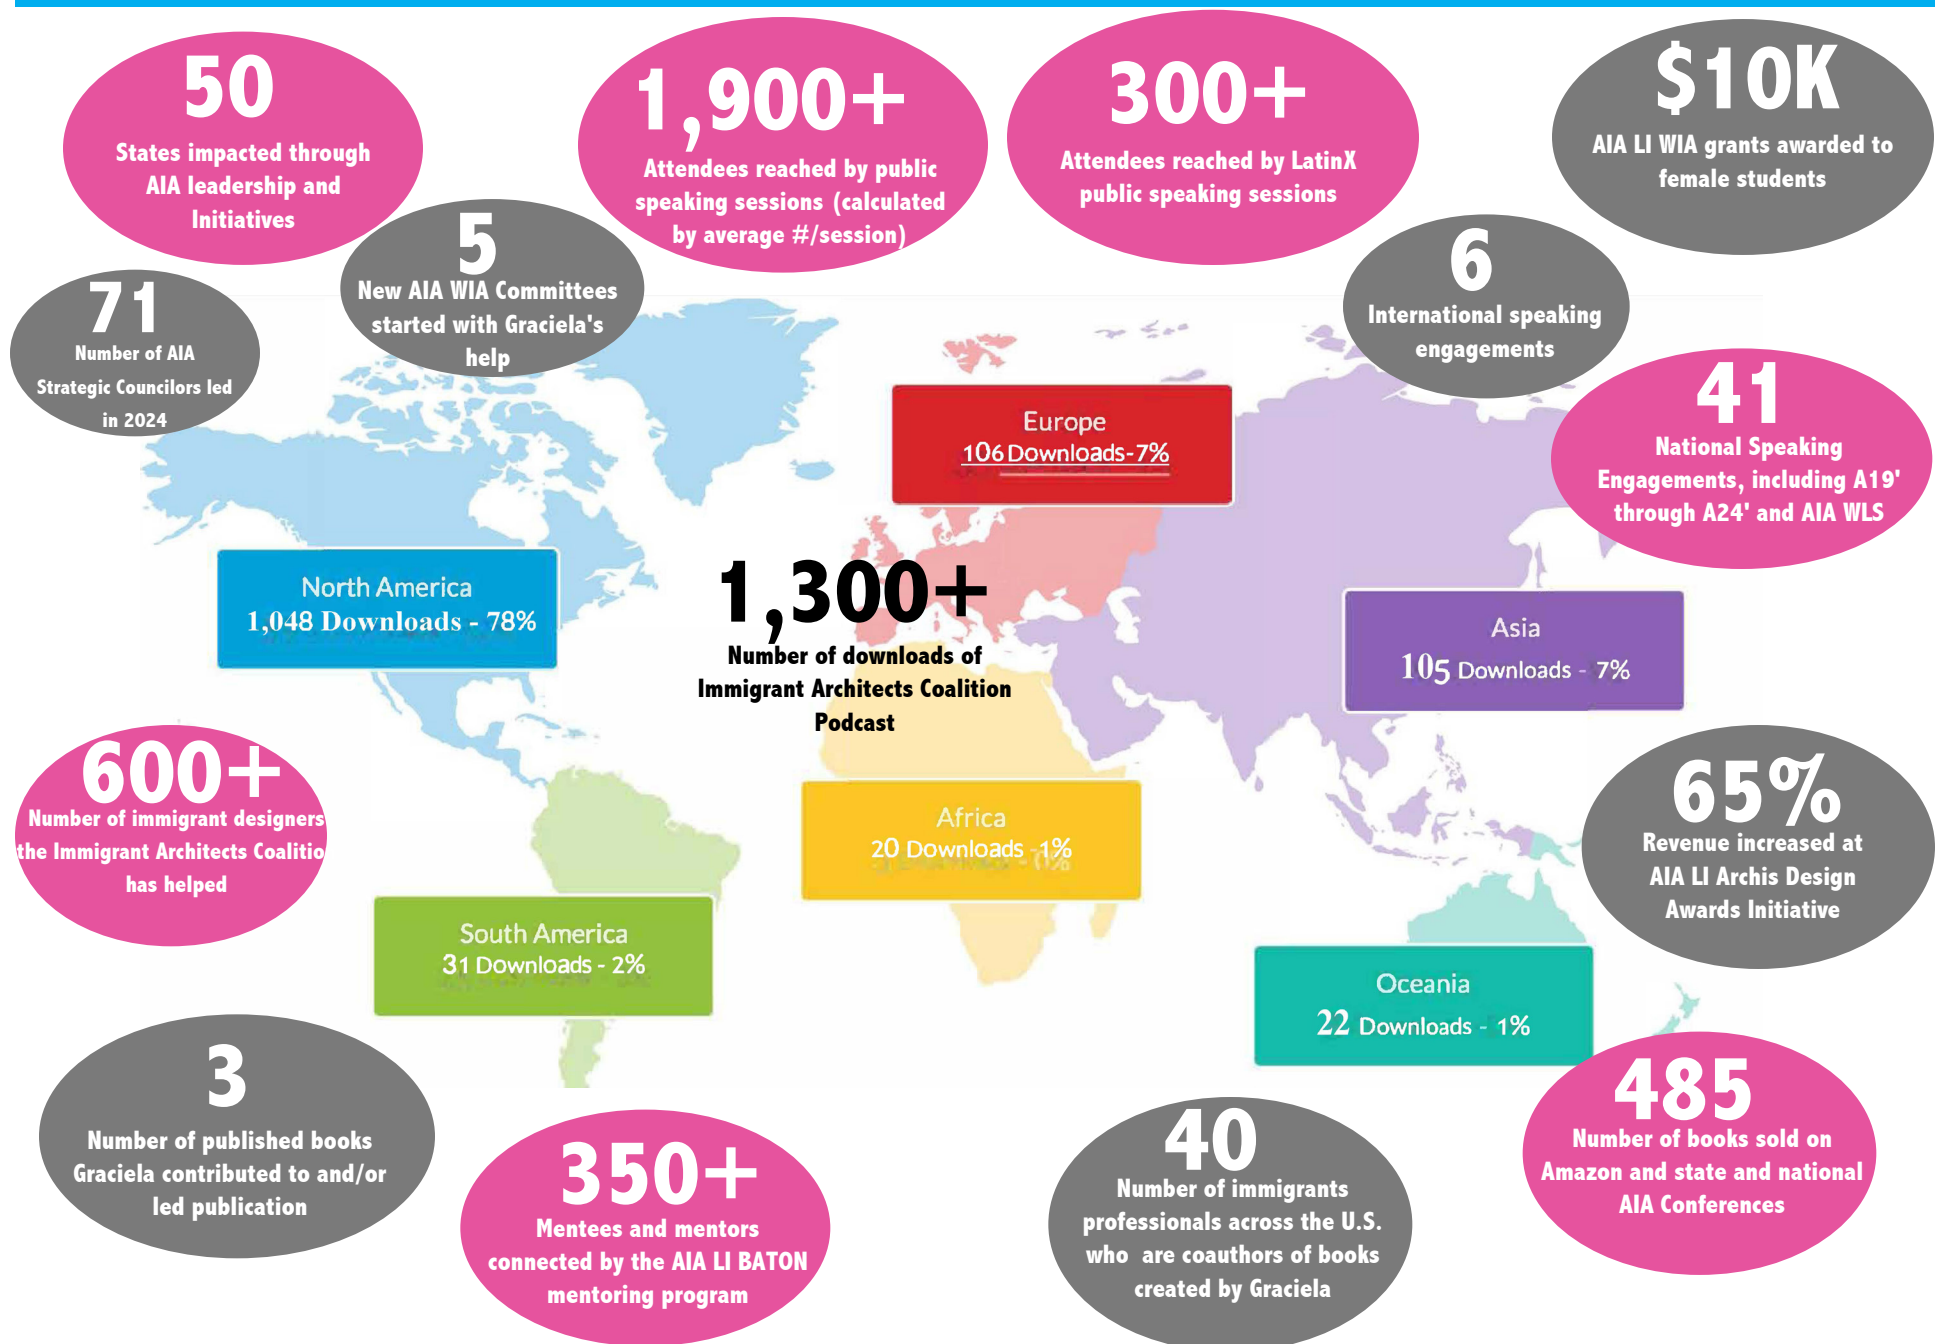 50
States impacted through
AIA leadership and
Initiatives
1,900+
Attendees reached by public
speaking sessions (calculated
by average #/session)
300+
Attendees reached by LatinX
public speaking sessions
$10K
AIA LI WIA grants awarded to
female students
5
New AIA WIA Committees
started with Graciela's
help
6
International speaking
engagements
71
Number of AIA
Strategic Councilors led
in 2024
41
National Speaking
Engagements, including A19'
through A24' and AIA WLS
Europe
106 Downloads-7%
North America
1,048 Downloads - 78%
1,300+
Number of downloads of
Immigrant Architects Coalition
Podcast
Asia
105 Downloads - 7%
600+
Number of immigrant designers
the Immigrant Architects Coalitio
has helped
Africa
20 Downloads -1%
65%
Revenue increased at
AIA LI Archis Design
Awards Initiative
South America
31 Downloads - 2%
Oceania
22 Downloads - 1%
3
Number of published books
Graciela contributed to and/or
led publication
350+
Mentees and mentors
connected by the AIA LI BATON
mentoring program
40
Number of immigrants
professionals across the U.S.
who are coauthors of books
created by Graciela
485
Number of books sold on
Amazon and state and national
AIA Conferences